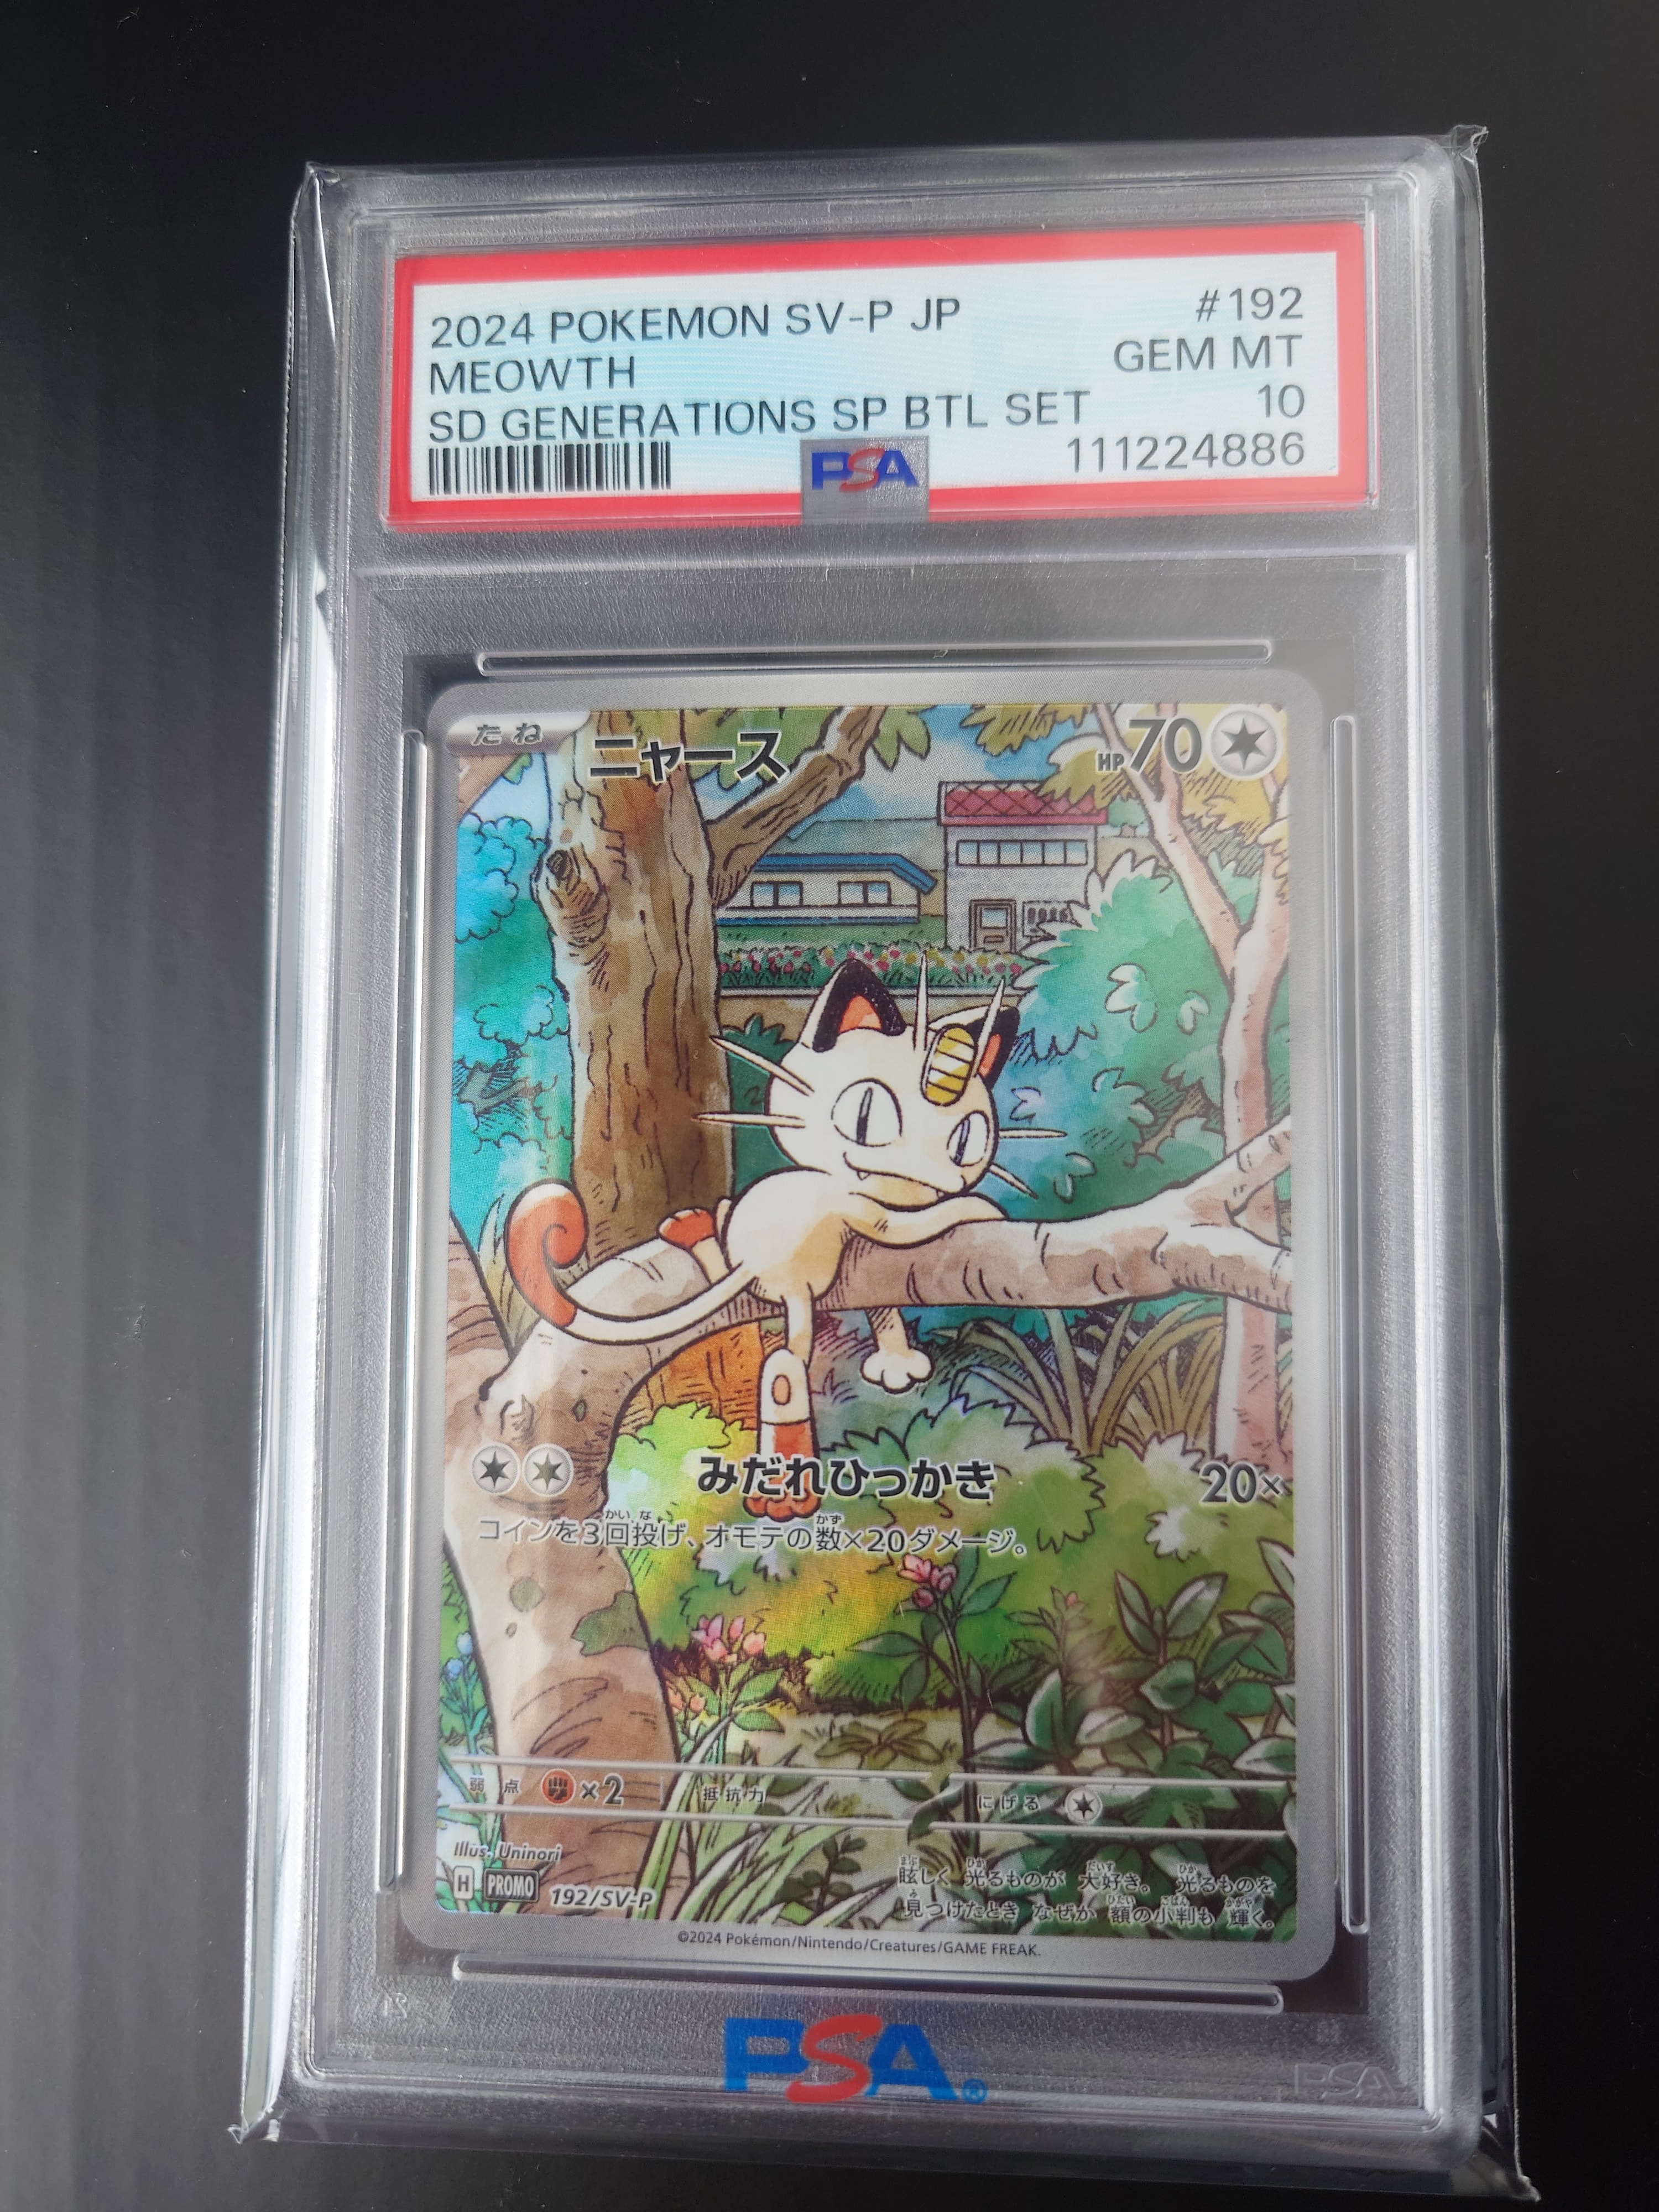 2024 POKEMON SV-P JP #192
MEOWTH GEM MT
SD GENERATIONS SP BTL SET 10
PSA 111224886
たね ニャース HP70
みだれひっかき 20×
コインを3回投げ、オモテの数×20ダメージ。
弱点 ×2 抵抗力 にげる
Illus. Uninori
H PROMO 192/SV-P
眩しく 光るものが 大好き。 光るものを
見つけたとき なぜか 額の小判も 輝く。
©2024 Pokémon/Nintendo/Creatures/GAME FREAK.
PSA®
PSA